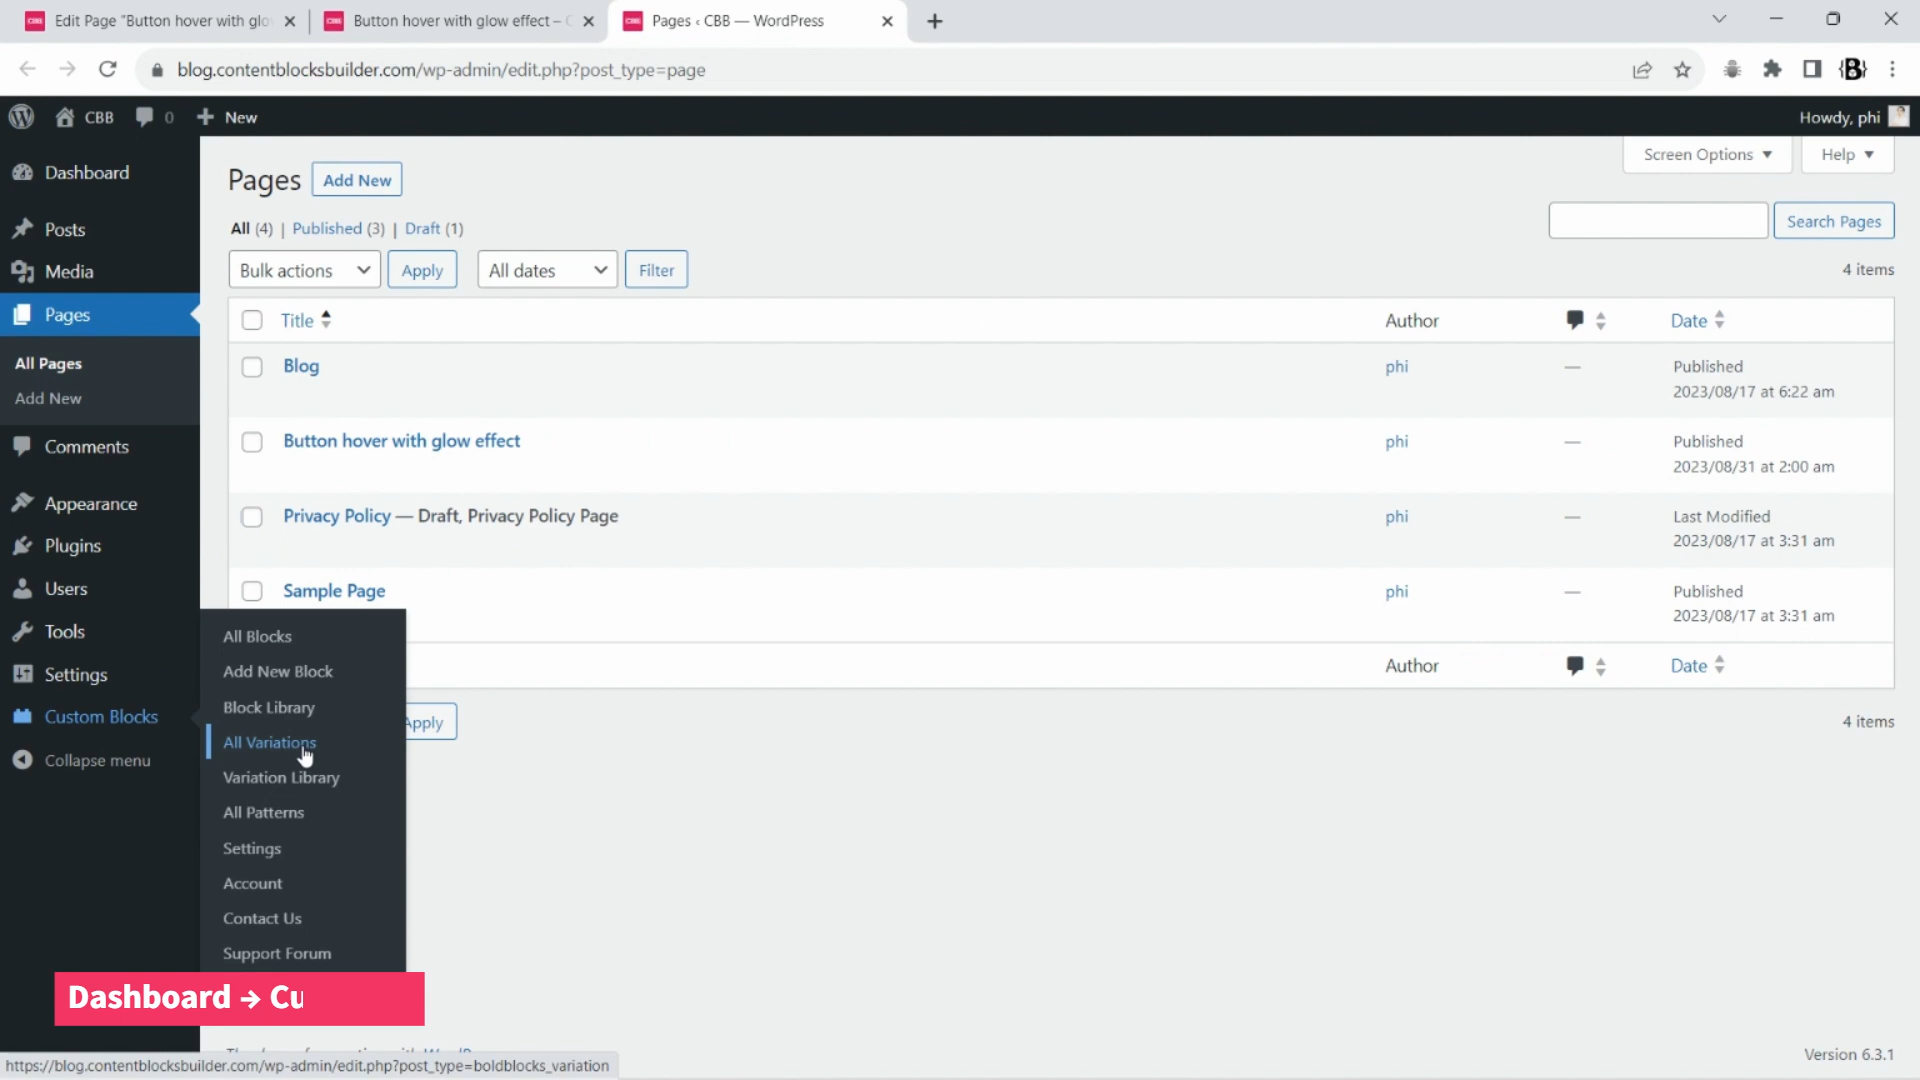 CBB Edit Page "Button hover with glo
CBB Button hover with glow effect –
CBB Pages ‹ CBB — WordPress
blog.contentblocksbuilder.com/wp-admin/edit.php?post_type=page
{B}
CBB 0 New
Howdy, phi
Dashboard
Posts
Media
Pages
All Pages
Add New
Comments
Appearance
Plugins
Users
Tools
Settings
Custom Blocks
Collapse menu
All Blocks
Add New Block
Block Library
All Variations
Variation Library
All Patterns
Settings
Account
Contact Us
Support Forum
Screen Options
Help
Pages Add New
All (4) | Published (3) | Draft (1)
Search Pages
Bulk actions Apply All dates Filter
4 items
Title Author Date
Blog phi — Published
2023/08/17 at 6:22 am
Button hover with glow effect phi — Published
2023/08/31 at 2:00 am
Privacy Policy — Draft, Privacy Policy Page phi — Last Modified
2023/08/17 at 3:31 am
Sample Page phi — Published
2023/08/17 at 3:31 am
Author Date
Apply
4 items
Dashboard → Cu
Version 6.3.1
https://blog.contentblocksbuilder.com/wp-admin/edit.php?post_type=boldblocks_variation